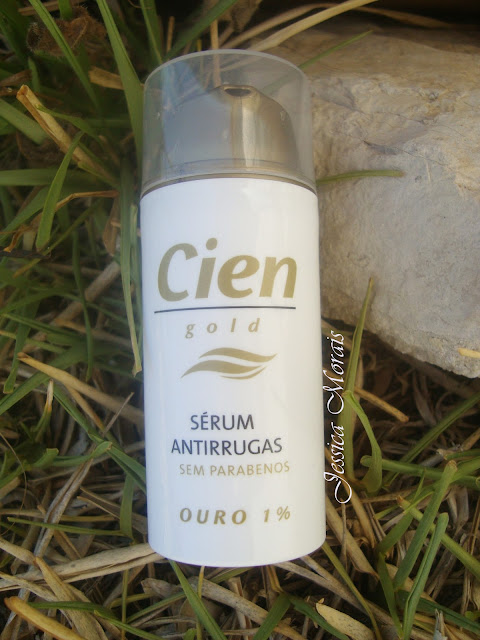 Cien
gold
SÉRUM
ANTIRRUGAS
SEM PARABENOS
OURO 1%
Jessica Morais